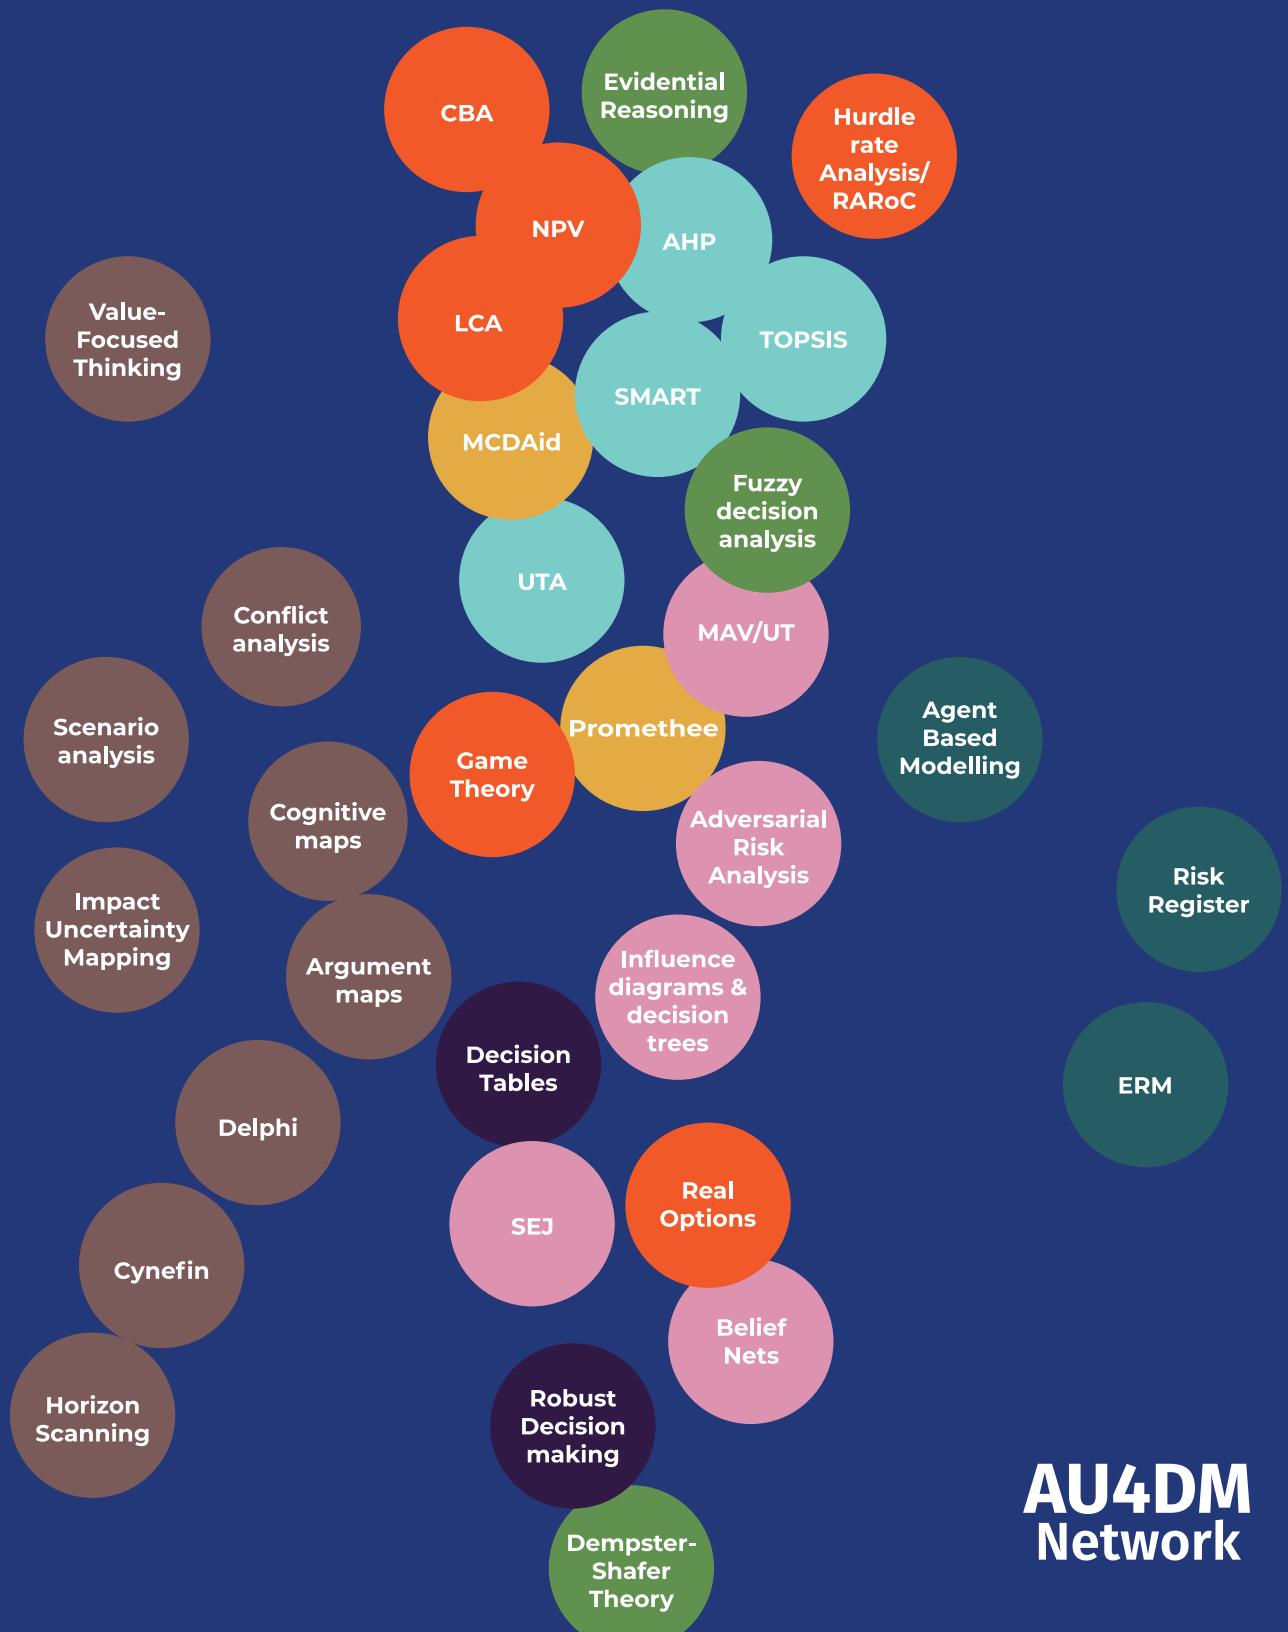 CBA
Evidential
Reasoning
Hurdle
rate
Analysis/
RARoC
NPV
AHP
LCA
TOPSIS
Value-
Focused
Thinking
SMART
MCDAid
Fuzzy
decision
analysis
UTA
Conflict
analysis
MAV/UT
Scenario
analysis
Promethee
Agent
Based
Modelling
Game
Theory
Cognitive
maps
Adversarial
Risk
Analysis
Risk
Register
Impact
Uncertainty
Mapping
Argument
maps
Influence
diagrams &
decision
trees
Decision
Tables
ERM
Delphi
SEJ
Real
Options
Cynefin
Belief
Nets
Horizon
Scanning
Robust
Decision
making
AU4DM
Network
Dempster-
Shafer
Theory